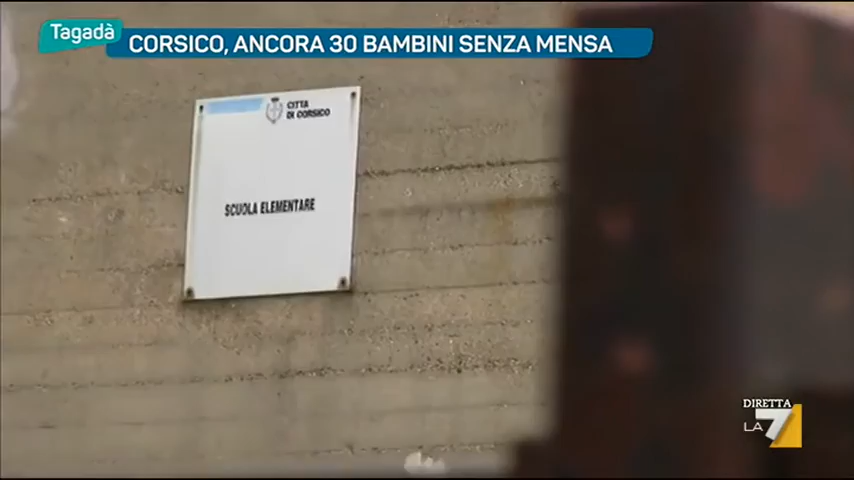 Tagadà
CORSICO, ANCORA 30 BAMBINI SENZA MENSA
CITTÀ
DI CORSICO
SCUOLA ELEMENTARE
DIRETTA
LA 7